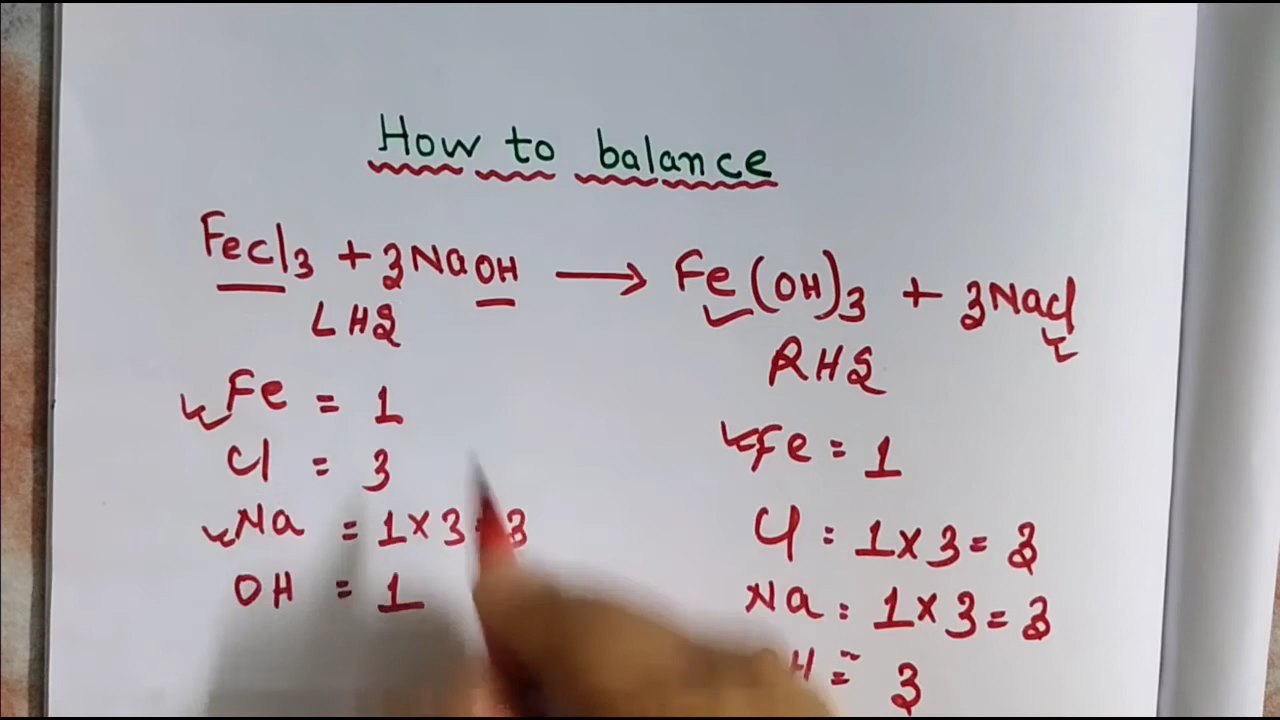 How to balance
FeCl3 + 3NaOH → Fe(OH)3 + 3NaCl
LHS
RHS
Fe = 1
Cl = 3
Na = 1×3=3
OH = 1
Fe = 1
Cl = 1×3=3
Na = 1×3=3
H = 3